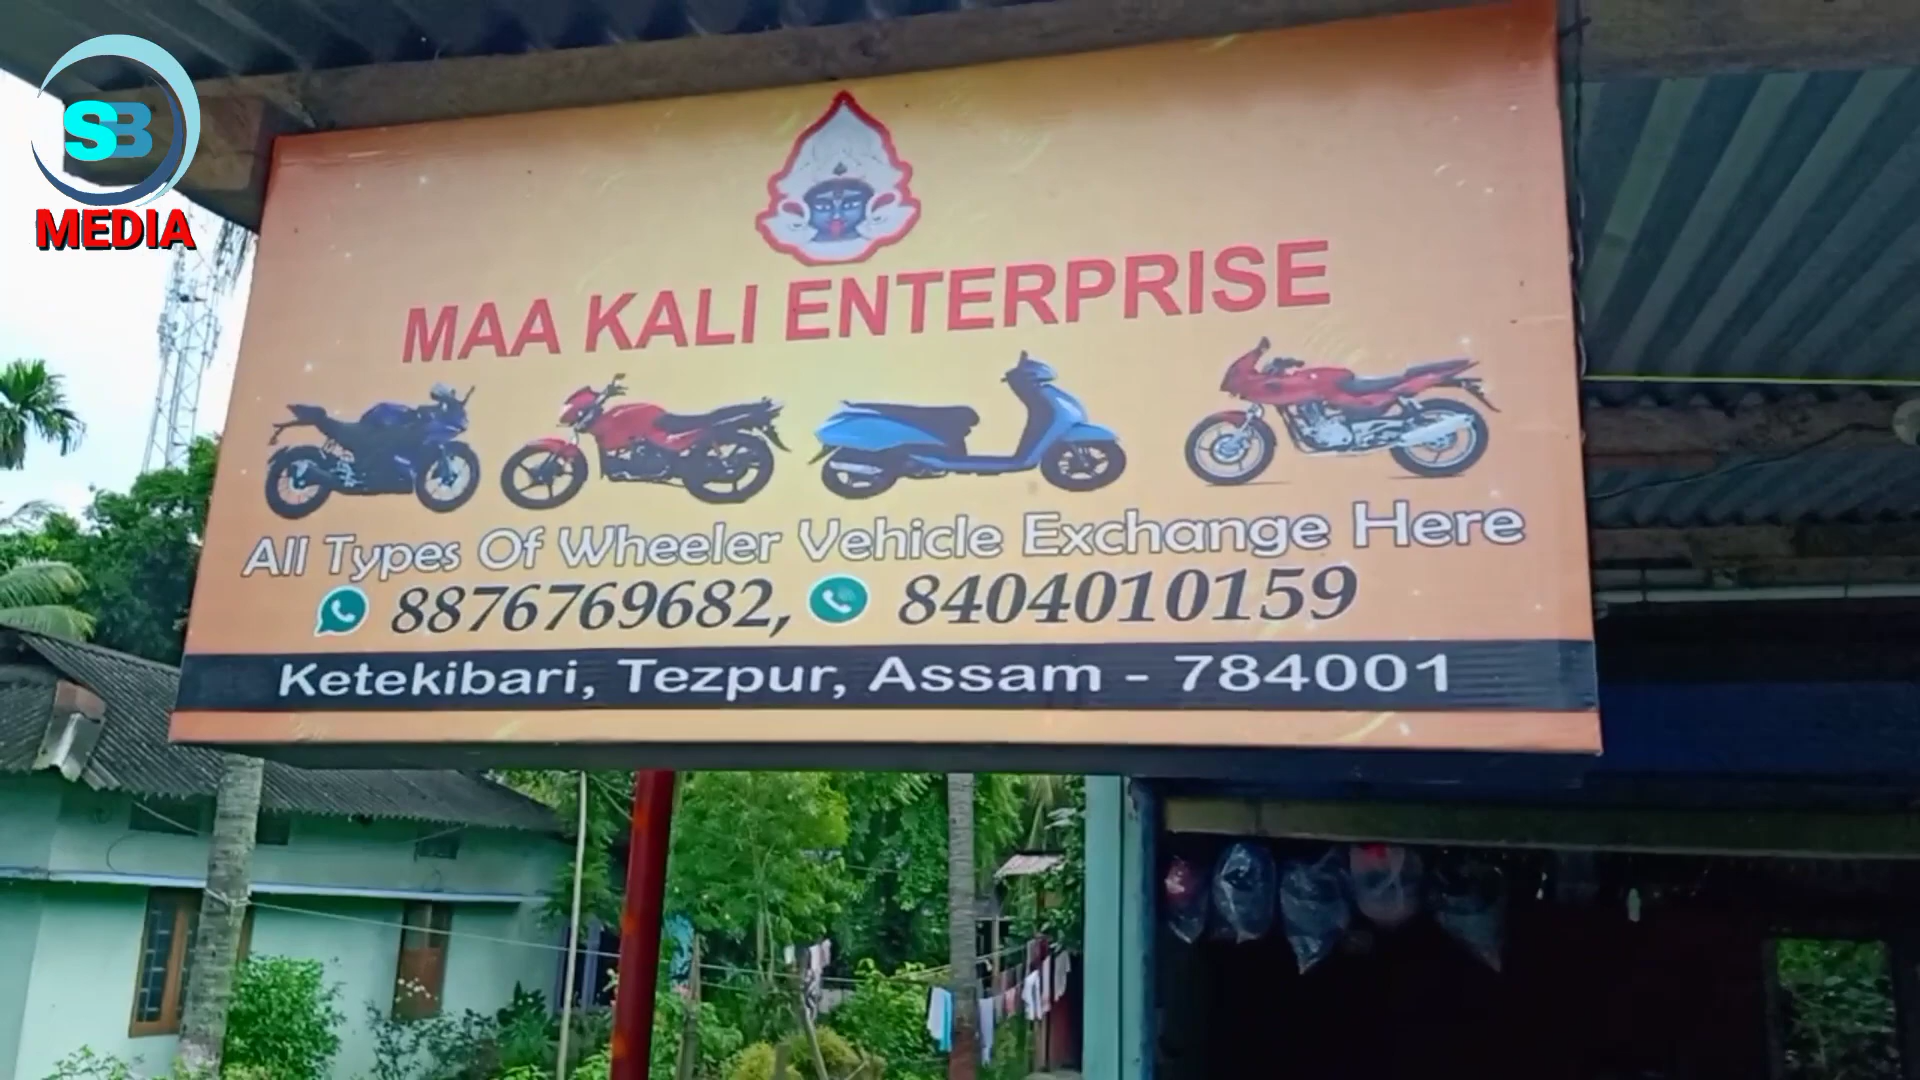 SB
MEDIA
MAA KALI ENTERPRISE
All Types Of Wheeler Vehicle Exchange Here
8876769682, 8404010159
Ketekibari, Tezpur, Assam - 784001